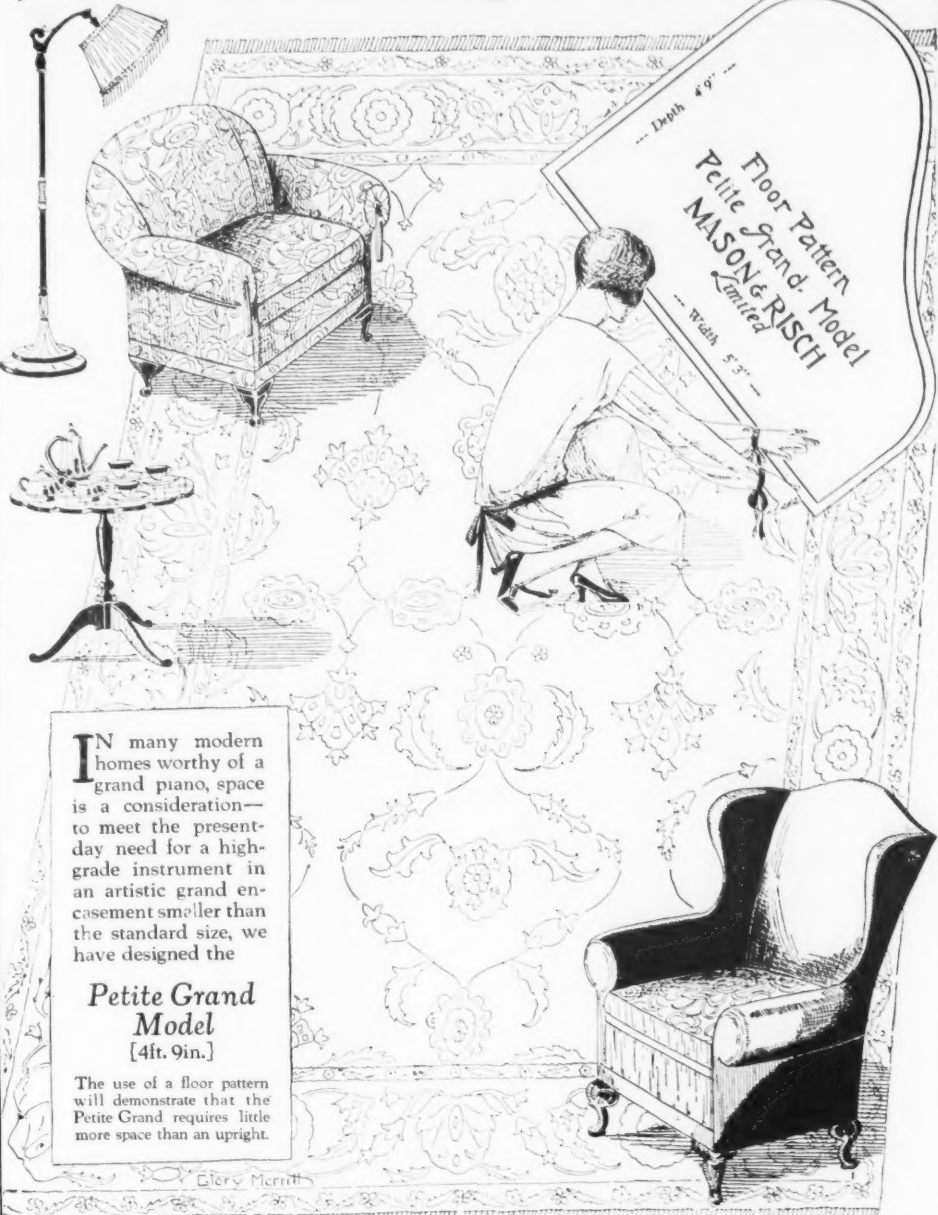 --- Depth 4'9" ---
Floor Pattern
Petite Grand. Model
MASON & RISCH
Limited
--- Width 5'3" ---
IN many modern
homes worthy of a
grand piano, space
is a consideration—
to meet the present-
day need for a high-
grade instrument in
an artistic grand en-
casement smaller than
the standard size, we
have designed the
Petite Grand
Model
[4ft. 9in.]
The use of a floor pattern
will demonstrate that the
Petite Grand requires little
more space than an upright.
Glory Merritt